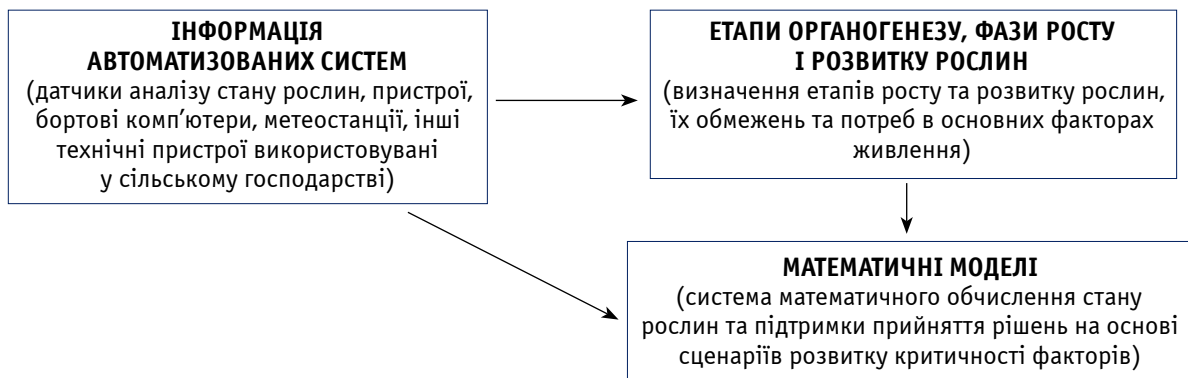 ІНФОРМАЦІЯ
АВТОМАТИЗОВАНИХ СИСТЕМ
(датчики аналізу стану рослин, пристрої,
бортові комп’ютери, метеостанції, інші
технічні пристрої використовувані
у сільському господарстві)
ЕТАПИ ОРГАНОГЕНЕЗУ, ФАЗИ РОСТУ
І РОЗВИТКУ РОСЛИН
(визначення етапів росту та розвитку рослин,
їх обмежень та потреб в основних факторах
живлення)
МАТЕМАТИЧНІ МОДЕЛІ
(система математичного обчислення стану
рослин та підтримки прийняття рішень на основі
сценаріїв розвитку критичності факторів)